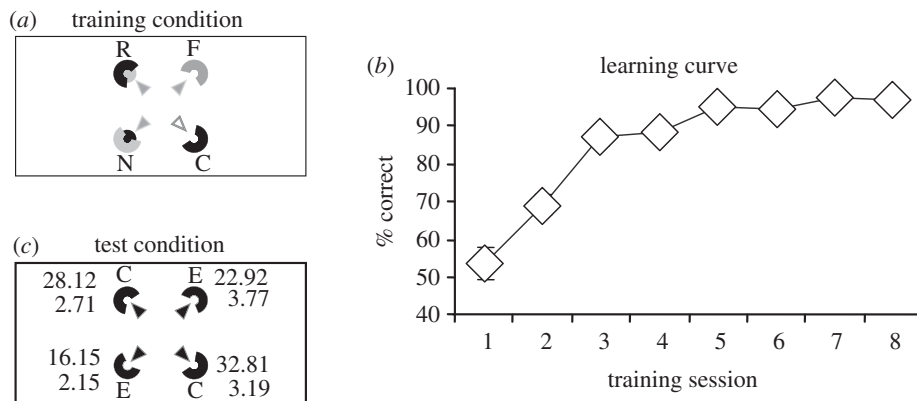 (a) training condition
R F
N C
(c) test condition
C E
28.12 22.92
2.71 3.77
16.15 32.81
2.15 3.19
E C
(b) learning curve
100
90
80
70
60
50
40
% correct
1 2 3 4 5 6 7 8
training session